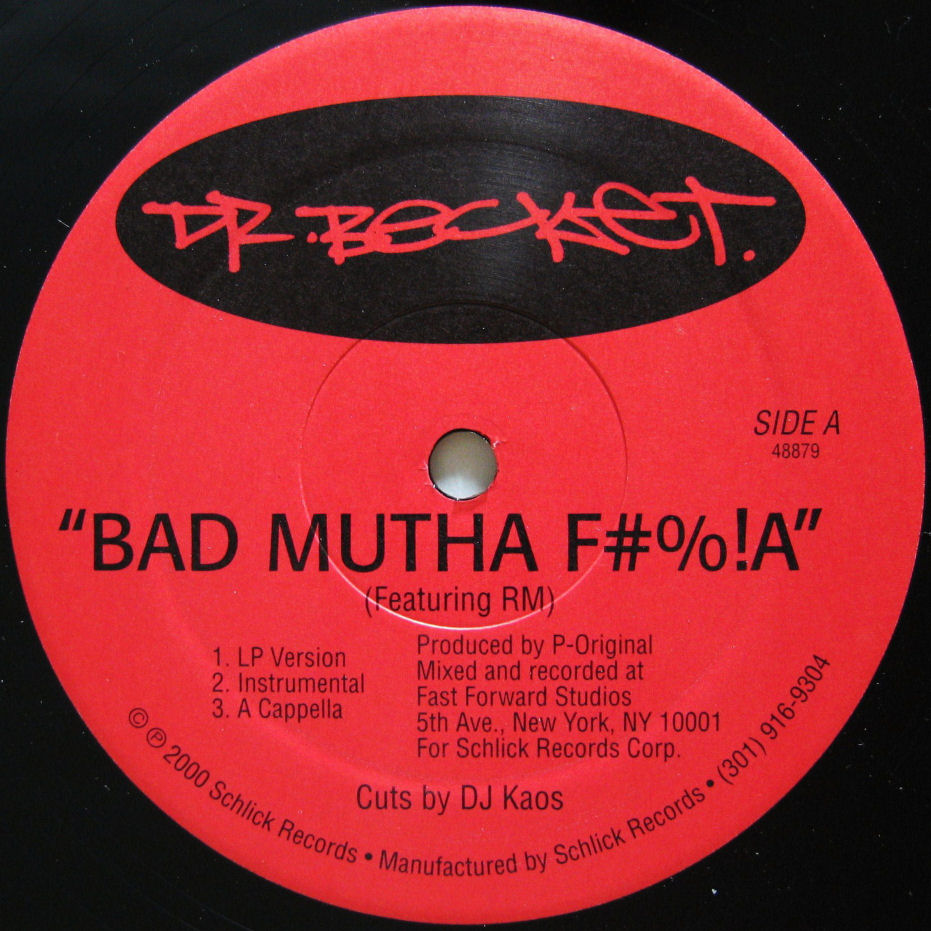 DR. BECKET.
SIDE A
48879
“BAD MUTHA F#%!A”
(Featuring RM)
1. LP Version
2. Instrumental
3. A Cappella
Produced by P-Original
Mixed and recorded at
Fast Forward Studios
5th Ave., New York, NY 10001
For Schlick Records Corp.
Cuts by DJ Kaos
© ℗ 2000 Schlick Records • Manufactured by Schlick Records • (301) 916-9304